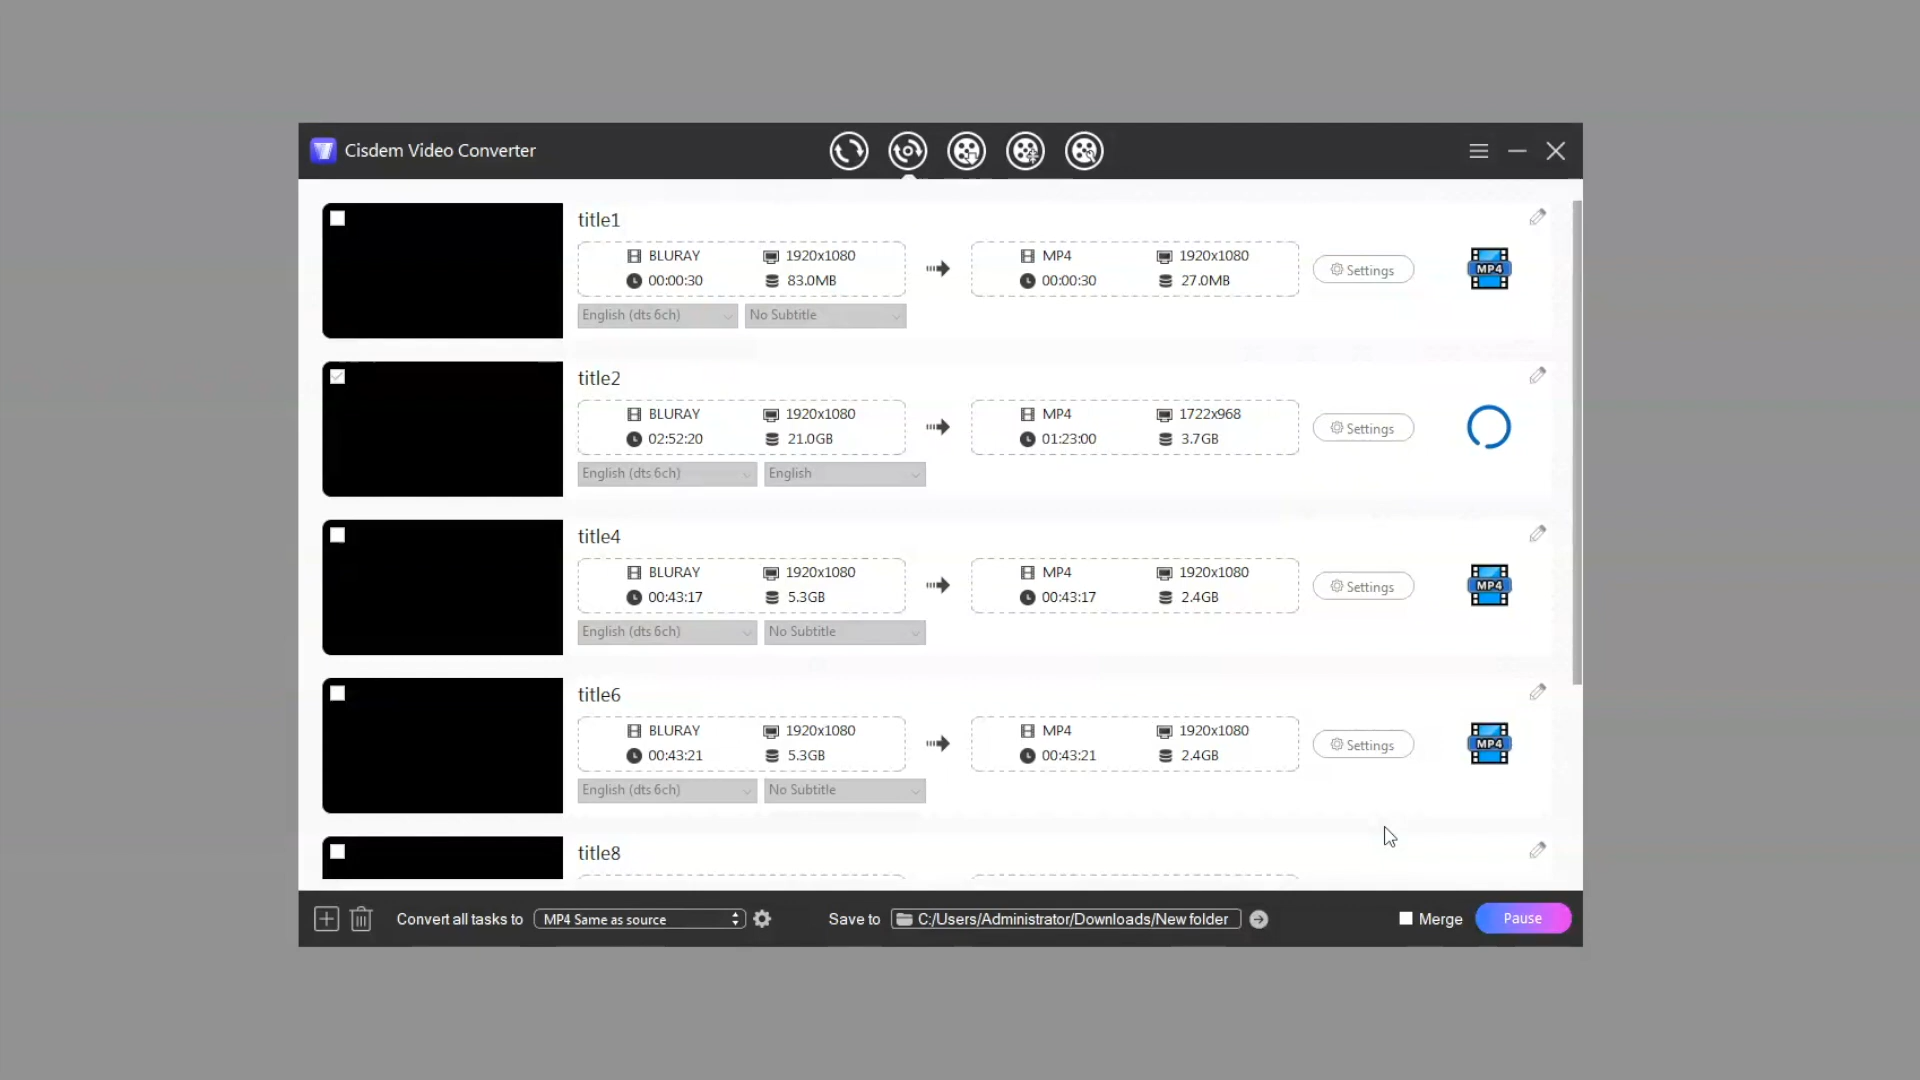 Cisdem Video Converter
title1
BLURAY 1920x1080
00:00:30 83.0MB
MP4 1920x1080
00:00:30 27.0MB
Settings
MP4
English (dts 6ch) No Subtitle
title2
BLURAY 1920x1080
02:52:20 21.0GB
MP4 1722x968
01:23:00 3.7GB
Settings
English (dts 6ch) English
title4
BLURAY 1920x1080
00:43:17 5.3GB
MP4 1920x1080
00:43:17 2.4GB
Settings
MP4
English (dts 6ch) No Subtitle
title6
BLURAY 1920x1080
00:43:21 5.3GB
MP4 1920x1080
00:43:21 2.4GB
Settings
MP4
English (dts 6ch) No Subtitle
title8
Convert all tasks to MP4 Same as source Save to C:/Users/Administrator/Downloads/New folder Merge Pause